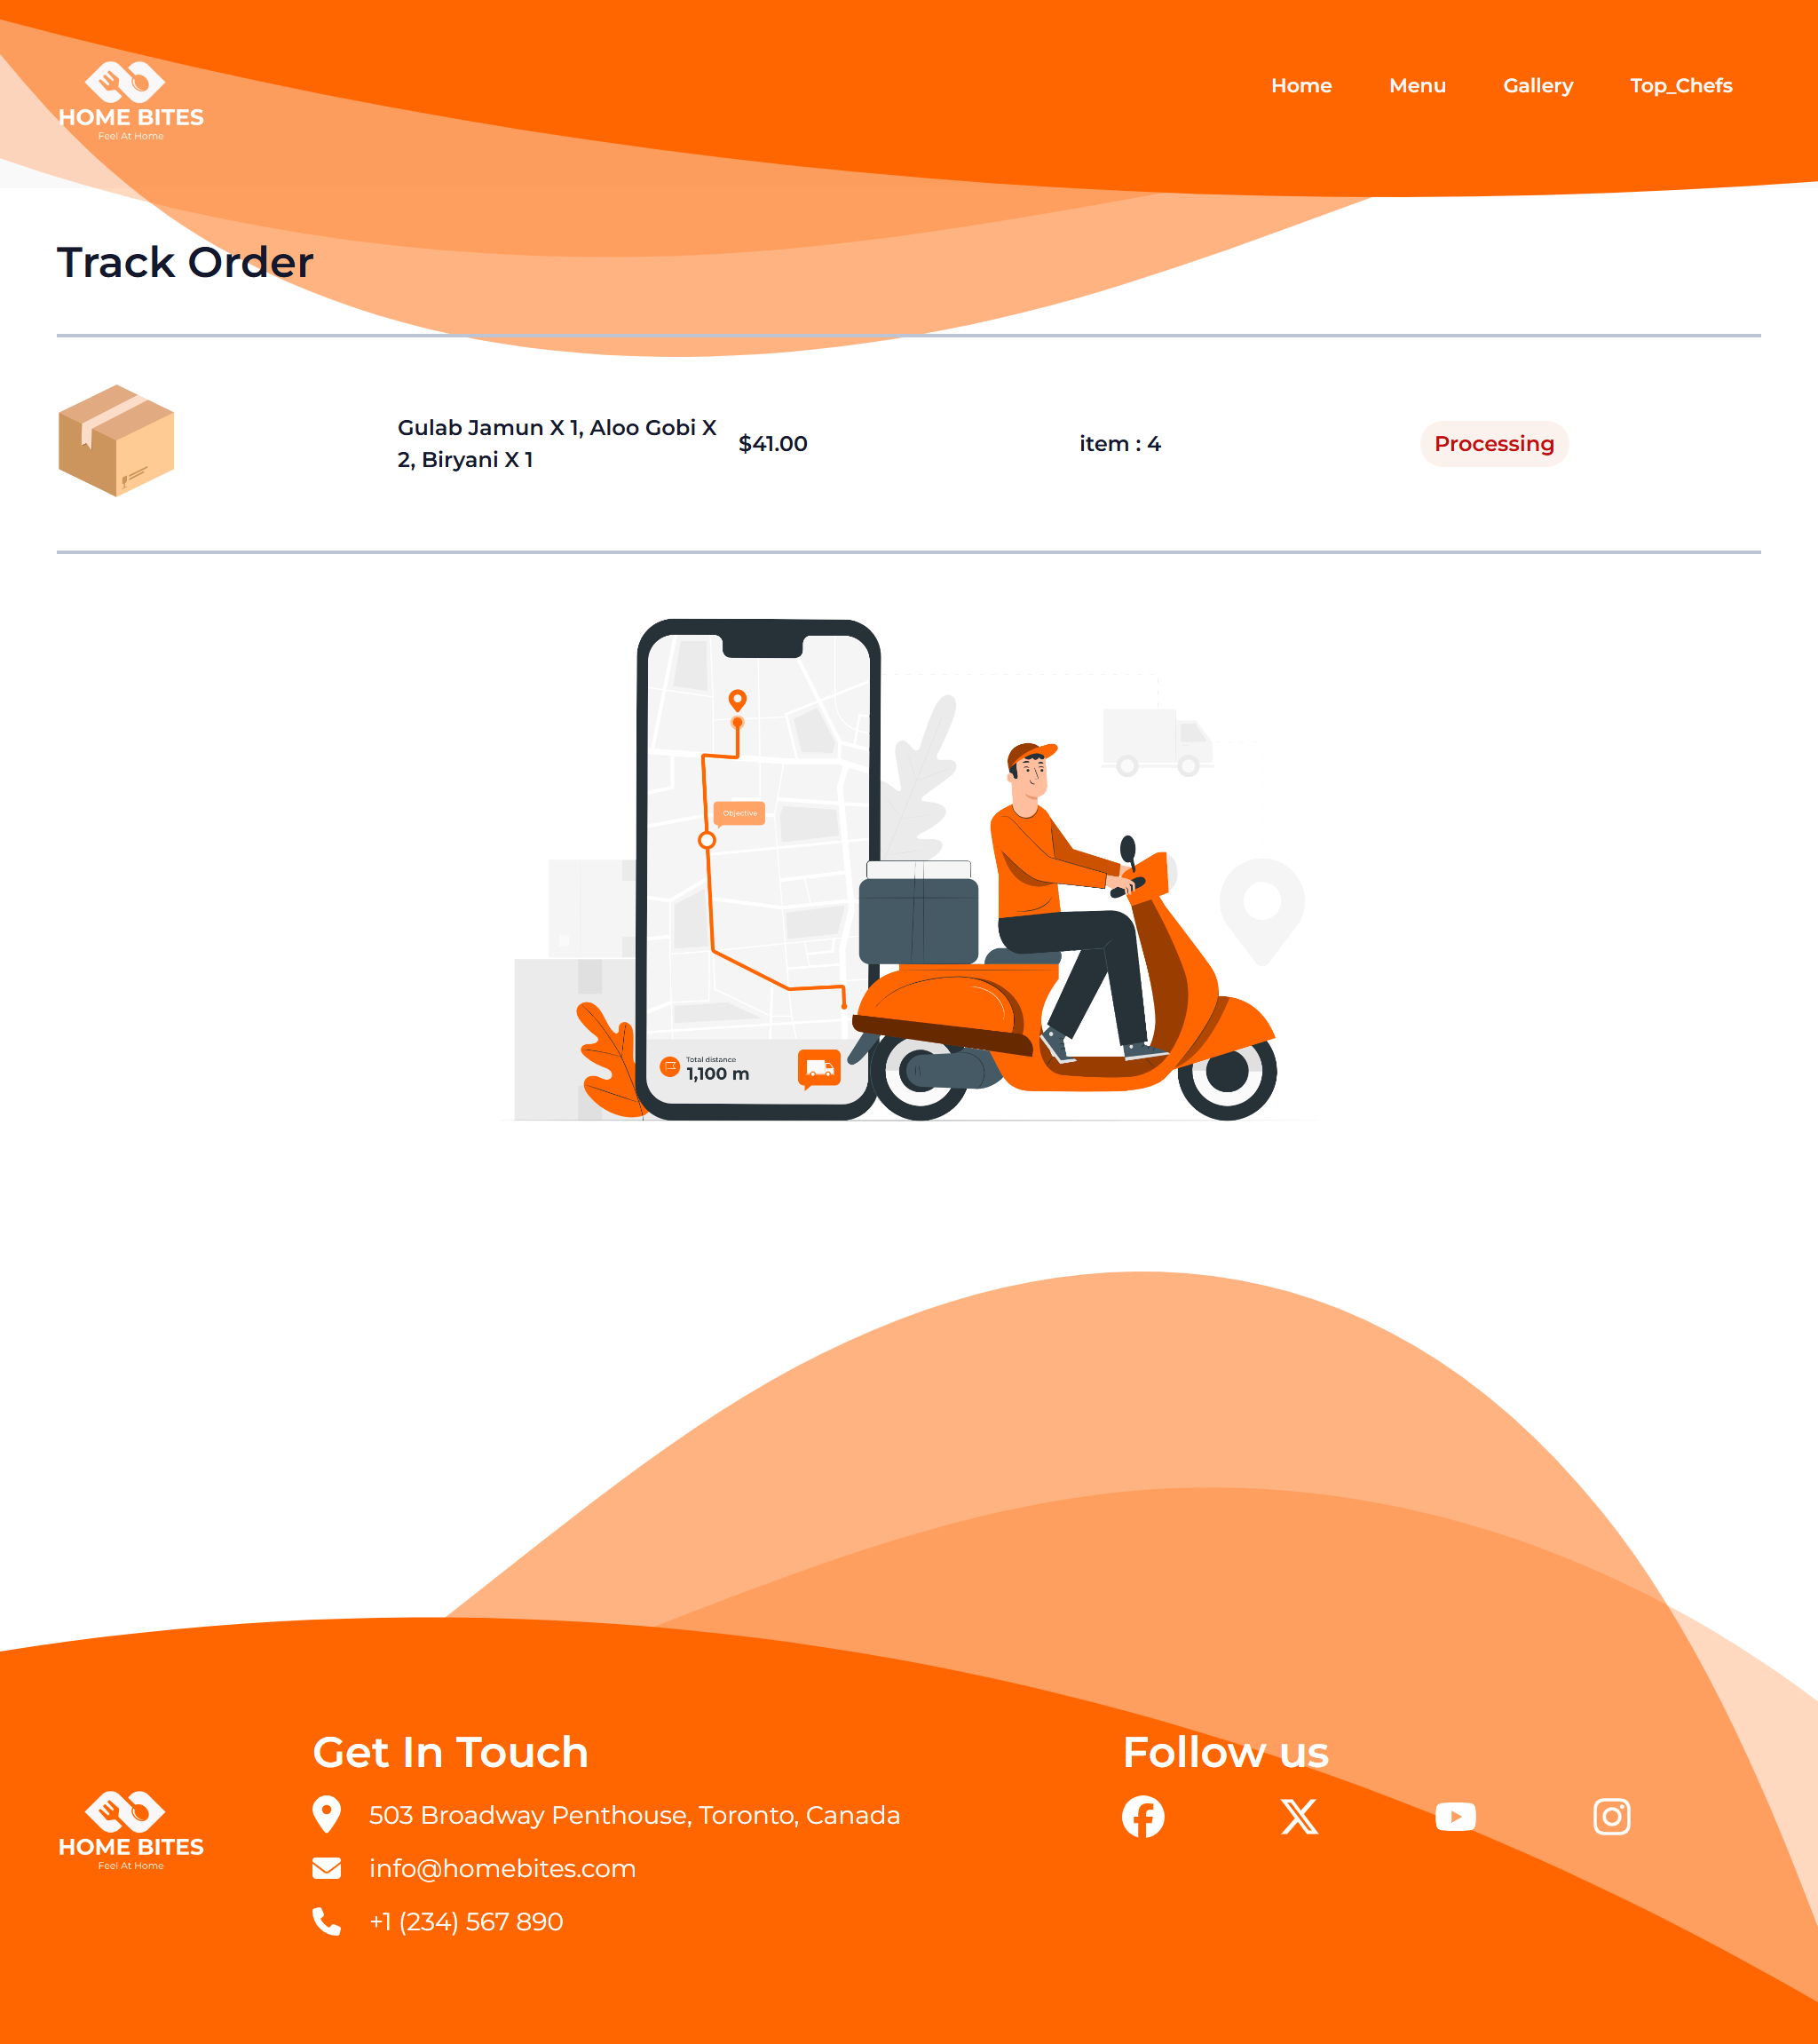 HOME BITES
Feel At Home
Home Menu Gallery Top_Chefs
Track Order
Gulab Jamun X 1, Aloo Gobi X
2, Biryani X 1
$41.00
item : 4
Processing
Objective
Total distance
1,100 m
Get In Touch
503 Broadway Penthouse, Toronto, Canada
info@homebites.com
+1 (234) 567 890
Follow us
HOME BITES
Feel At Home